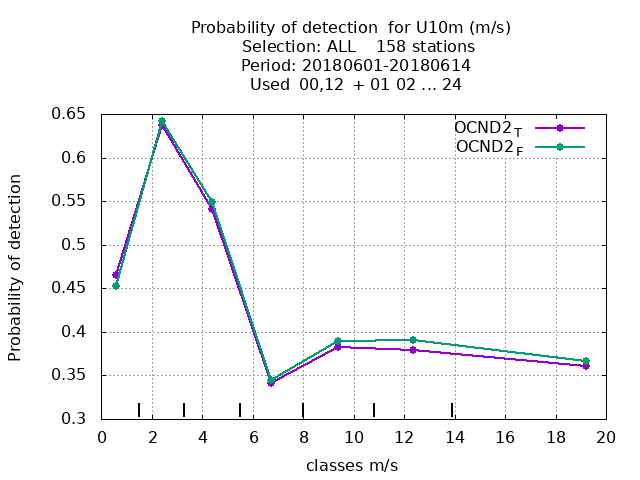 Probability of detection for U10m (m/s)
Selection: ALL 158 stations
Period: 20180601-20180614
Used 00,12 + 01 02 ... 24
OCND2T
OCND2F
Probability of detection
0.65
0.6
0.55
0.5
0.45
0.4
0.35
0.3
0 2 4 6 8 10 12 14 16 18 20
classes m/s